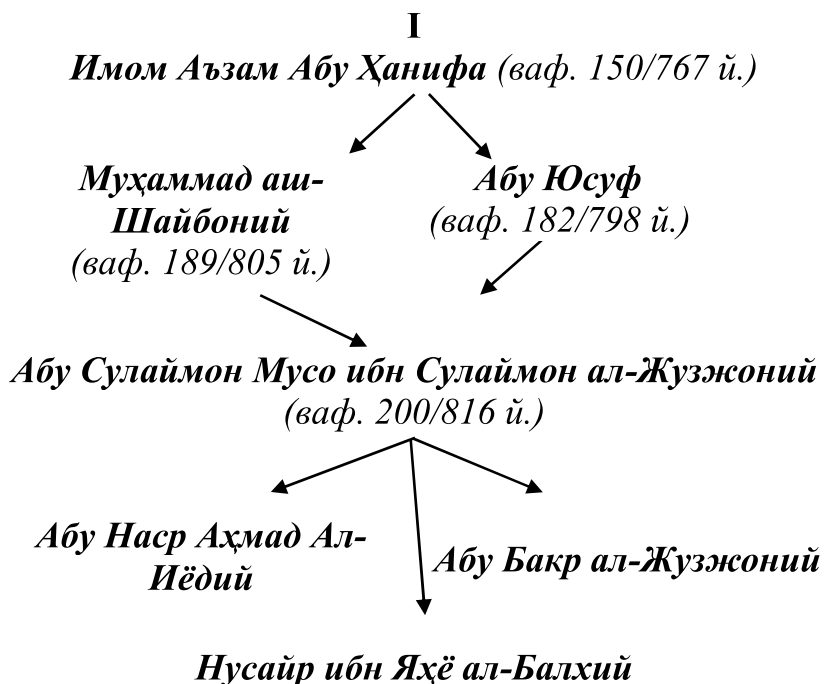 I
Имом Аъзам Абу Ҳанифа (ваф. 150/767 й.)
Муҳаммад аш-
Шайбоний
(ваф. 189/805 й.)
Абу Юсуф
(ваф. 182/798 й.)
Абу Сулаймон Мусо ибн Сулаймон ал-Жузжоний
(ваф. 200/816 й.)
Абу Наср Аҳмад Ал-
Иёдий
Абу Бакр ал-Жузжоний
Нусайр ибн Яҳё ал-Балхий